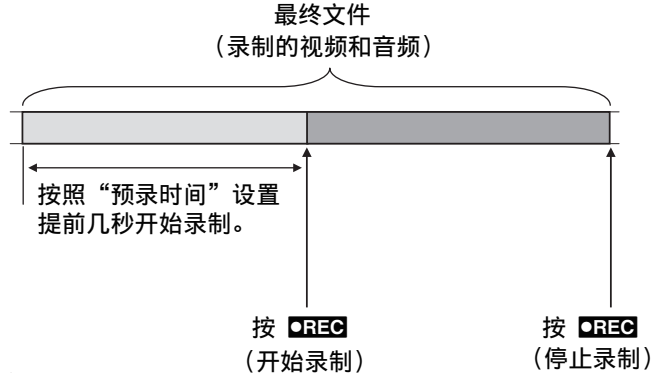 最终文件
（录制的视频和音频）
按照“预录时间”设置
提前几秒开始录制。
按 ●REC
（开始录制）
按 ●REC
（停止录制）